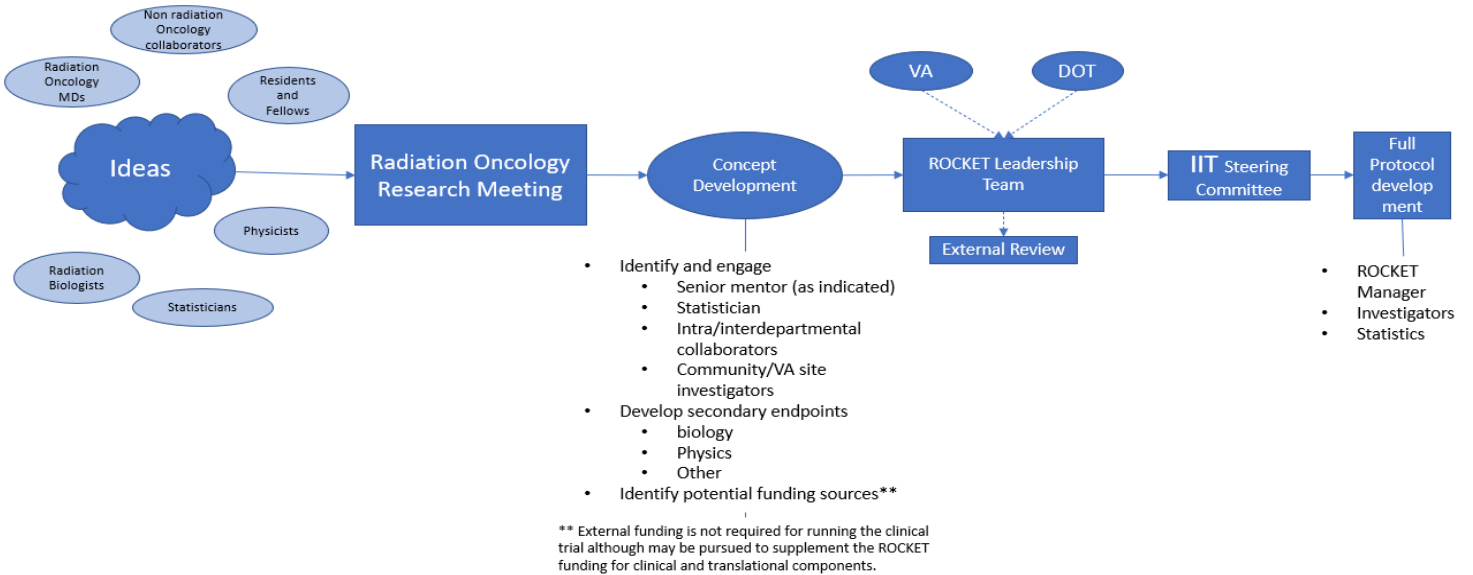 Non radiation
Oncology
collaborators
Radiation
Oncology
MDs
Residents
and
Fellows
Ideas
Physicists
Radiation
Biologists
Statisticians
Radiation Oncology
Research Meeting
Concept
Development
VA
DOT
ROCKET Leadership
Team
External Review
IIT Steering
Committee
Full
Protocol
develop
ment
• Identify and engage
• Senior mentor (as indicated)
• Statistician
• Intra/interdepartmental
collaborators
• Community/VA site
investigators
• Develop secondary endpoints
• biology
• Physics
• Other
• Identify potential funding sources**
** External funding is not required for running the clinical
trial although may be pursued to supplement the ROCKET
funding for clinical and translational components.
• ROCKET
Manager
• Investigators
• Statistics